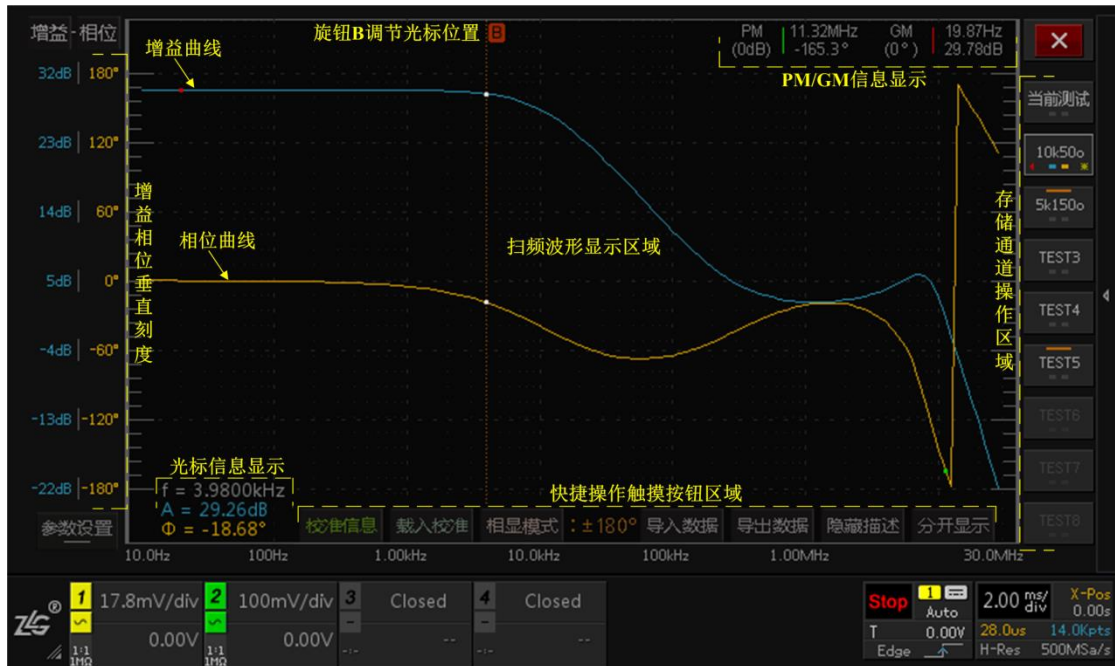 增益-相位
旋钮B调节光标位置 B
PM 11.32MHz GM 19.87Hz
(0dB) -165.3° (0°) 29.78dB
PM/GM信息显示
增益曲线
32dB 180°
23dB 120°
14dB 60°
5dB 0°
-4dB -60°
-13dB -120°
-22dB -180°
增益相位垂直刻度
相位曲线
扫频波形显示区域
存储通道操作区域
当前测试
10k50o
5k150o
TEST3
TEST4
TEST5
TEST6
TEST7
TEST8
光标信息显示
f = 3.9800kHz
A = 29.26dB
Φ = -18.68°
快捷操作触摸按钮区域
参数设置
校准信息 载入校准 相显模式 :±180° 导入数据 导出数据 隐藏描述 分开显示
10.0Hz 100Hz 1.00kHz 10.0kHz 100kHz 1.00MHz 30.0MHz
ZLG®
1 17.8mV/div 2 100mV/div 3 Closed 4 Closed
0.00V 0.00V -- --
1:1 1:1 -:- -:-
1MΩ 1MΩ
Stop 1 Auto 2.00 ms/div X-Pos 0.00s
T 0.00V 28.0us 14.0Kpts
Edge H-Res 500MSa/s